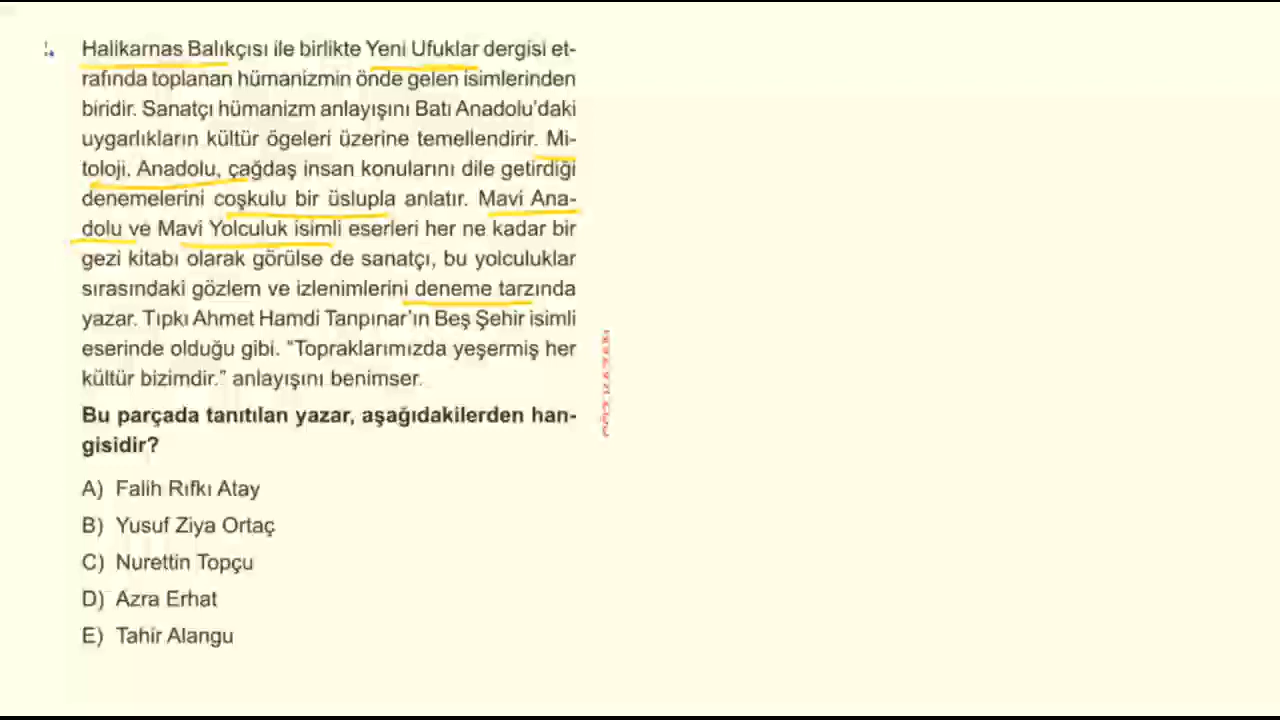 Halikarnas Balıkçısı ile birlikte Yeni Ufuklar dergisi et-
rafında toplanan hümanizmin önde gelen isimlerinden
biridir. Sanatçı hümanizm anlayışını Batı Anadolu'daki
uygarlıkların kültür ögeleri üzerine temellendirir. Mi-
toloji, Anadolu, çağdaş insan konularını dile getirdiği
denemelerini coşkulu bir üslupla anlatır. Mavi Ana-
dolu ve Mavi Yolculuk isimli eserleri her ne kadar bir
gezi kitabı olarak görülse de sanatçı, bu yolculuklar
sırasındaki gözlem ve izlenimlerini deneme tarzında
yazar. Tıpkı Ahmet Hamdi Tanpınar'ın Beş Şehir isimli
eserinde olduğu gibi. "Topraklarımızda yeşermiş her
kültür bizimdir." anlayışını benimser.
Bu parçada tanıtılan yazar, aşağıdakilerden han-
gisidir?
A) Falih Rıfkı Atay
B) Yusuf Ziya Ortaç
C) Nurettin Topçu
D) Azra Erhat
E) Tahir Alangu